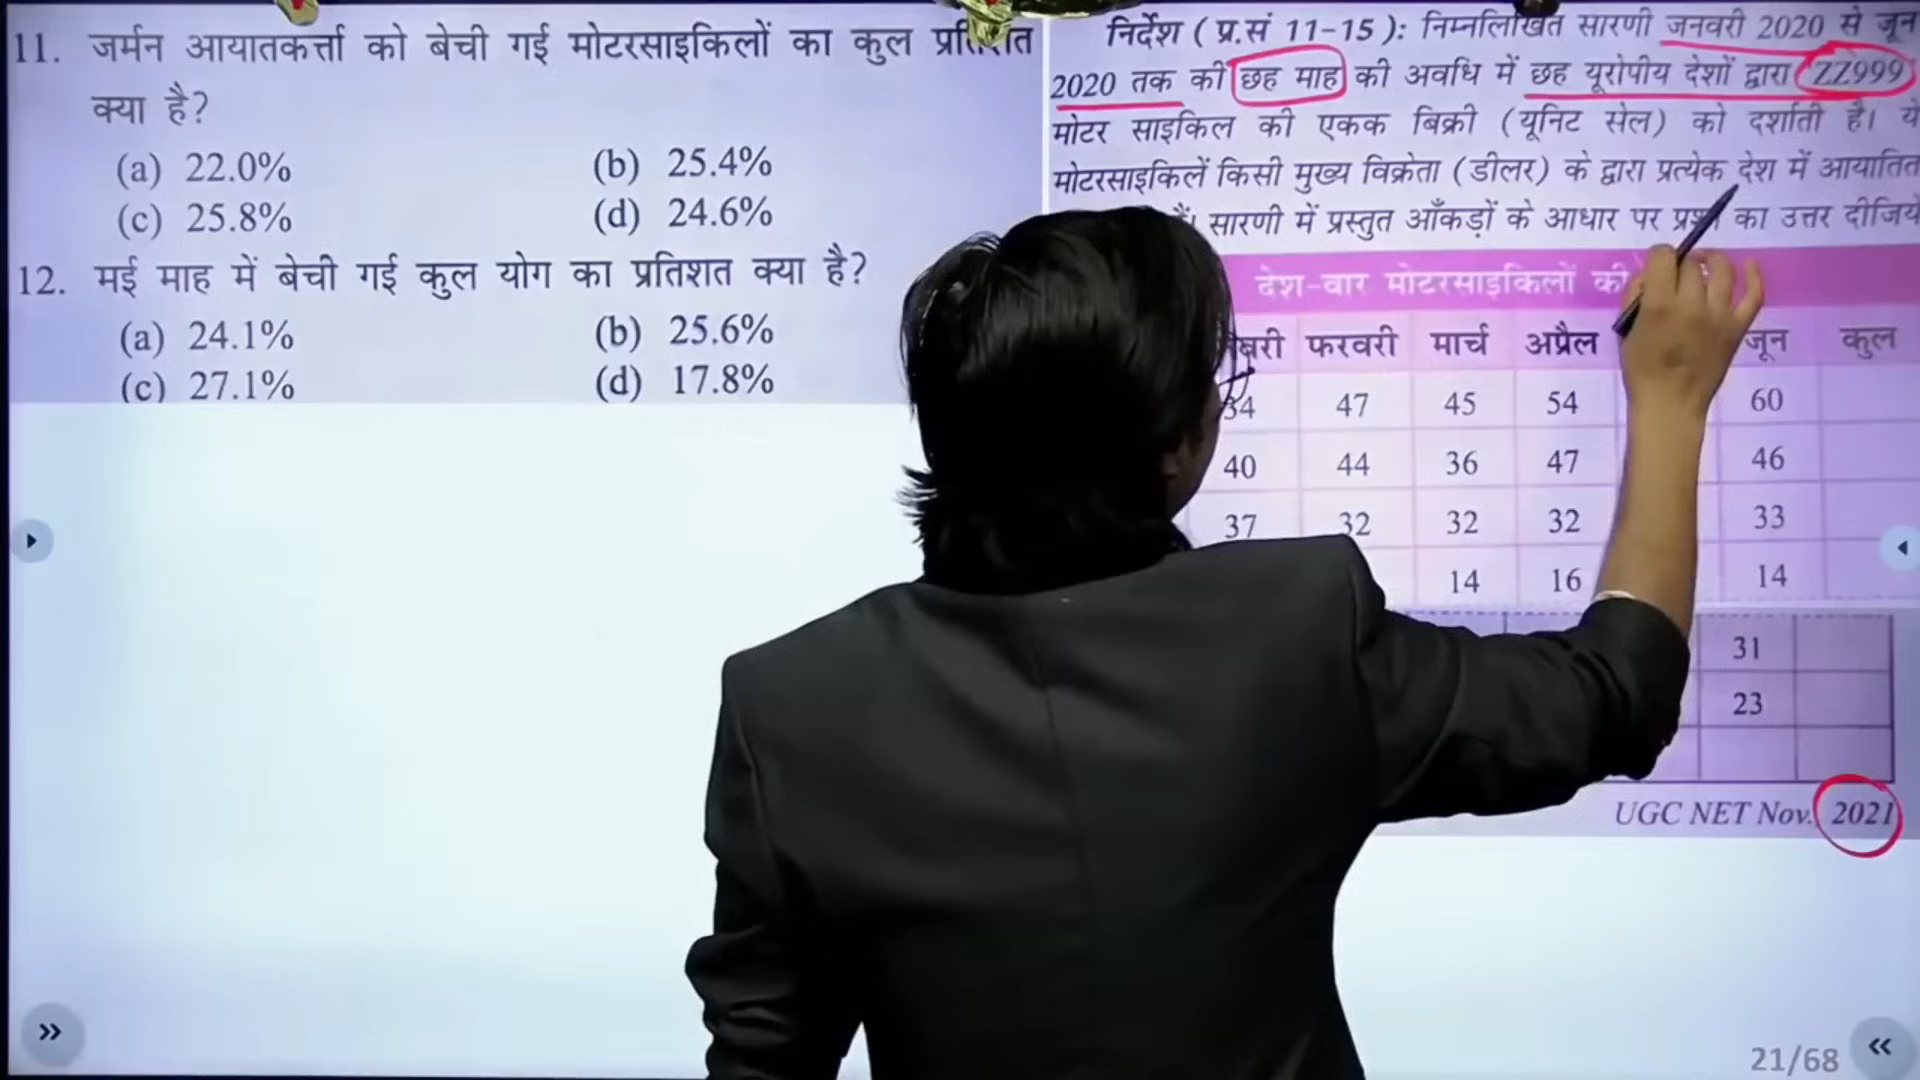 11. जर्मन आयातकर्त्ता को बेची गई मोटरसाइकिलों का कुल प्रतिशत
क्या है?
(a) 22.0% (b) 25.4%
(c) 25.8% (d) 24.6%
12. मई माह में बेची गई कुल योग का प्रतिशत क्या है?
(a) 24.1% (b) 25.6%
(c) 27.1% (d) 17.8%
निर्देश (प्र.सं 11-15): निम्नलिखित सारणी जनवरी 2020 से जून
2020 तक की छह माह की अवधि में छह यूरोपीय देशों द्वारा ZZ999
मोटर साइकिल की एकक बिक्री (यूनिट सेल) को दर्शाती है। ये
मोटरसाइकिलें किसी मुख्य विक्रेता (डीलर) के द्वारा प्रत्येक देश में आयातित
हैं। सारणी में प्रस्तुत आँकड़ों के आधार पर प्रश्न का उत्तर दीजिये
देश-वार मोटरसाइकिलों की
फरवरी मार्च अप्रैल जून कुल
34 47 45 54 60
40 44 36 47 46
37 32 32 32 33
14 16 14
31
23
UGC NET Nov. 2021
21/68